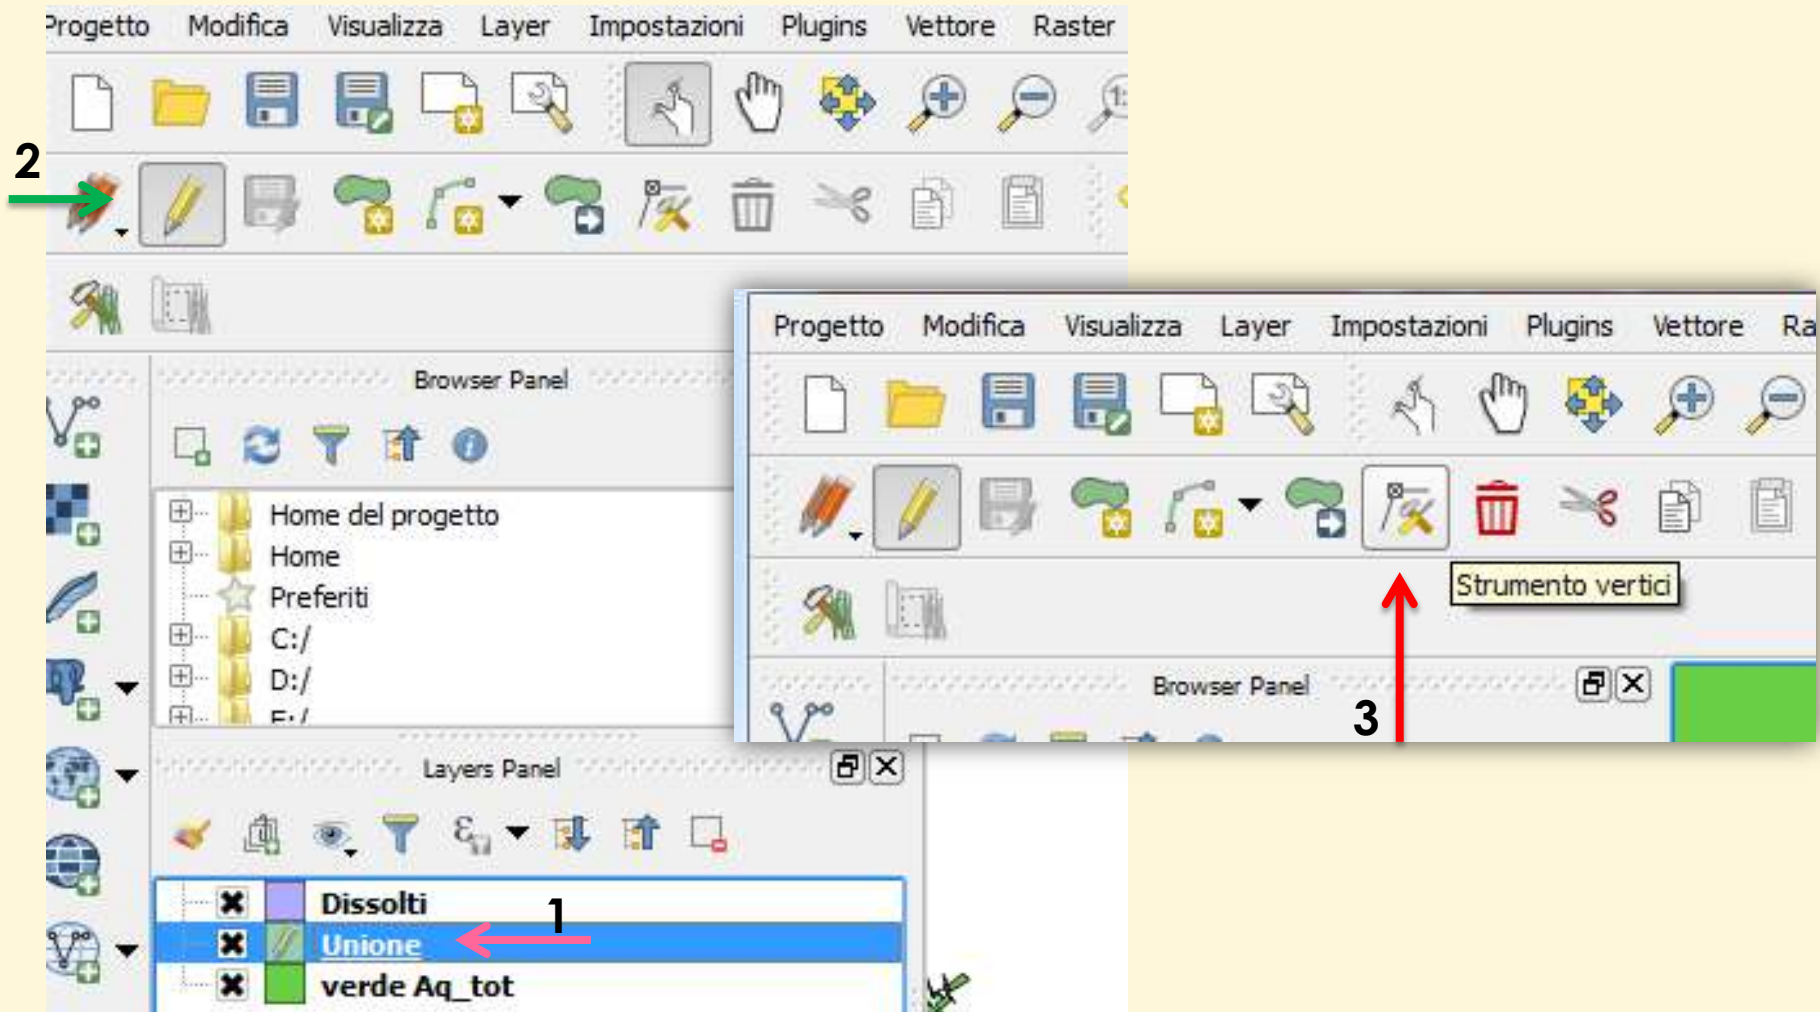 Progetto Modifica Visualizza Layer Impostazioni Plugins Vettore Raster
2
Browser Panel
Home del progetto
Home
Preferiti
C:/
D:/
E:/
Layers Panel
Dissolti
1
Unione
verde Aq_tot
Progetto Modifica Visualizza Layer Impostazioni Plugins Vettore Ra
Strumento vertici
Browser Panel
3